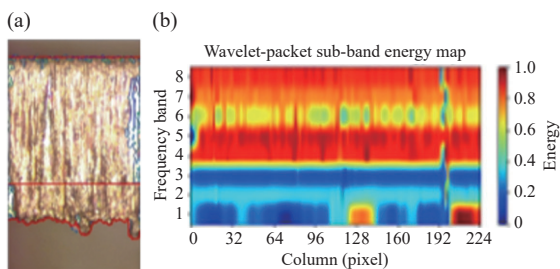 (a)
(b)
Wavelet-packet sub-band energy map
Frequency band
8
7
6
5
4
3
2
1
0 32 64 96 128 160 192 224
Column (pixel)
1.0
0.8
0.6
0.4
0.2
0
Energy